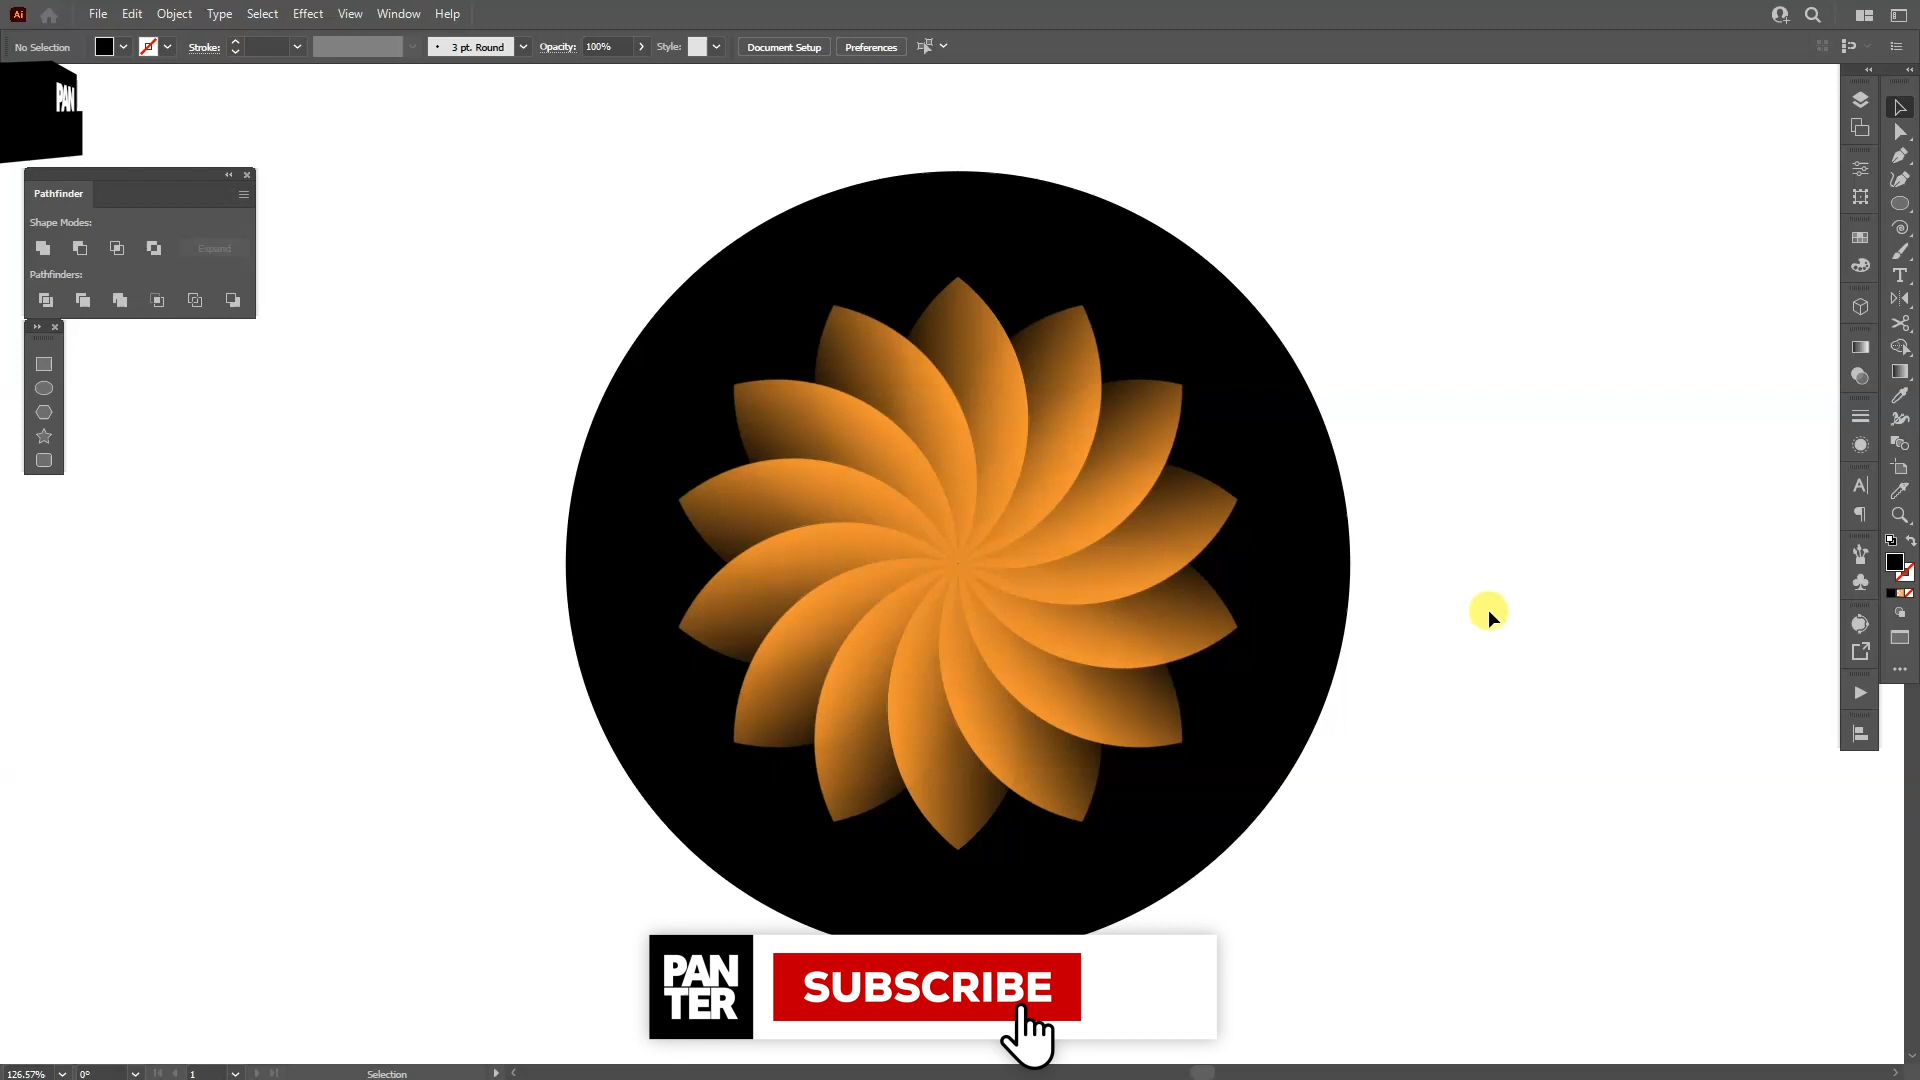 Ai File Edit Object Type Select Effect View Window Help
No Selection Stroke: 3 pt. Round Opacity: 100% Style: Document Setup Preferences
PAN
Pathfinder
Shape Modes:
Expand
Pathfinders:
PAN
TER
SUBSCRIBE
126.57% 0° 1 Selection